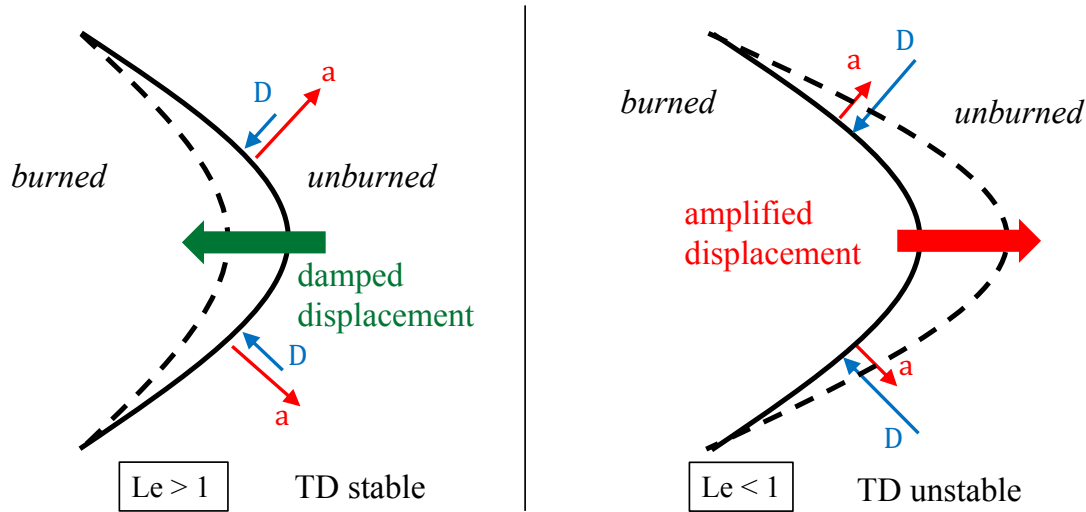 a
D
burned
unburned
damped
displacement
D
a
Le > 1
TD stable
D
a
burned
unburned
amplified
displacement
a
D
Le < 1
TD unstable